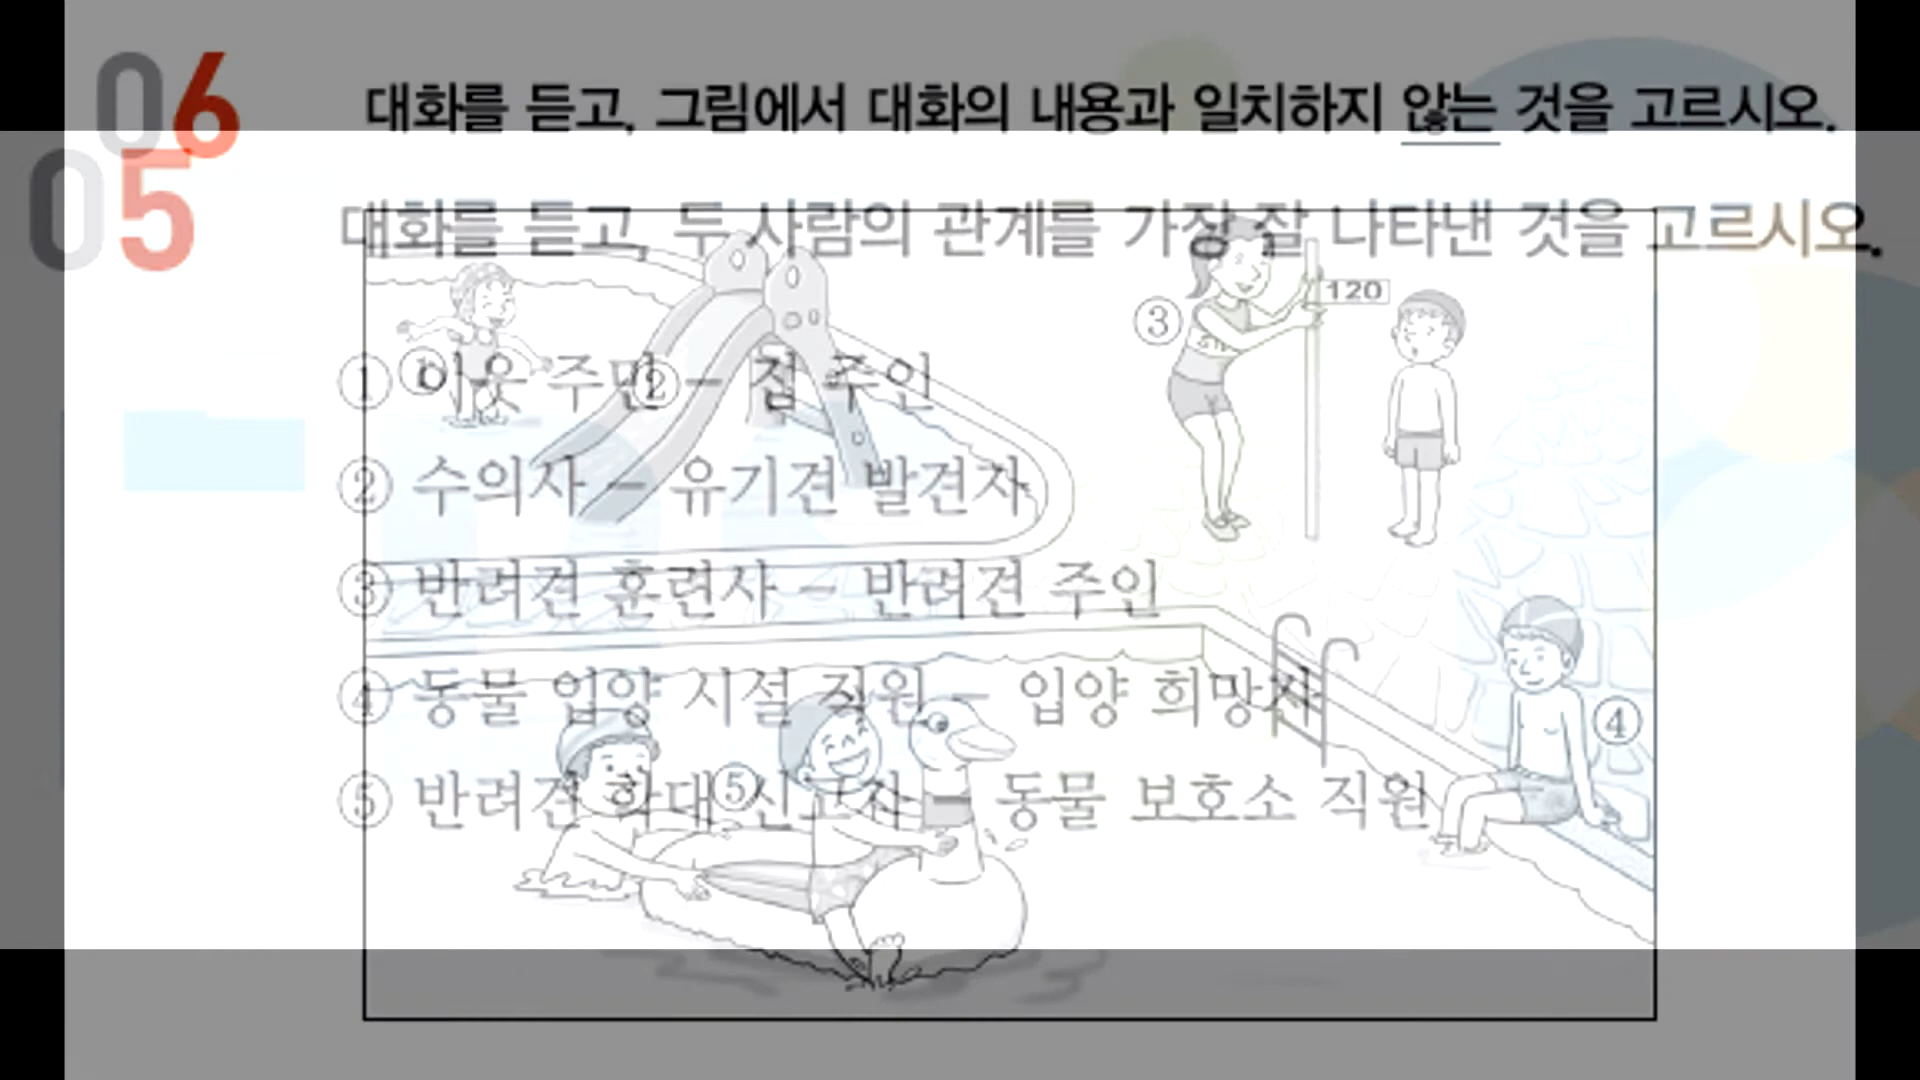 06
대화를 듣고, 그림에서 대화의 내용과 일치하지 않는 것을 고르시오.
05
대화를 듣고, 두 사람의 관계를 가장 잘 나타낸 것을 고르시오.
③
120
① 이웃 주민 – 집 주인
①
②
② 수의사 – 유기견 발견자
③ 반려견 훈련사 – 반려견 주인
④ 동물 입양 시설 직원 – 입양 희망자
④
⑤ 반려견 학대 신고자 – 동물 보호소 직원
⑤